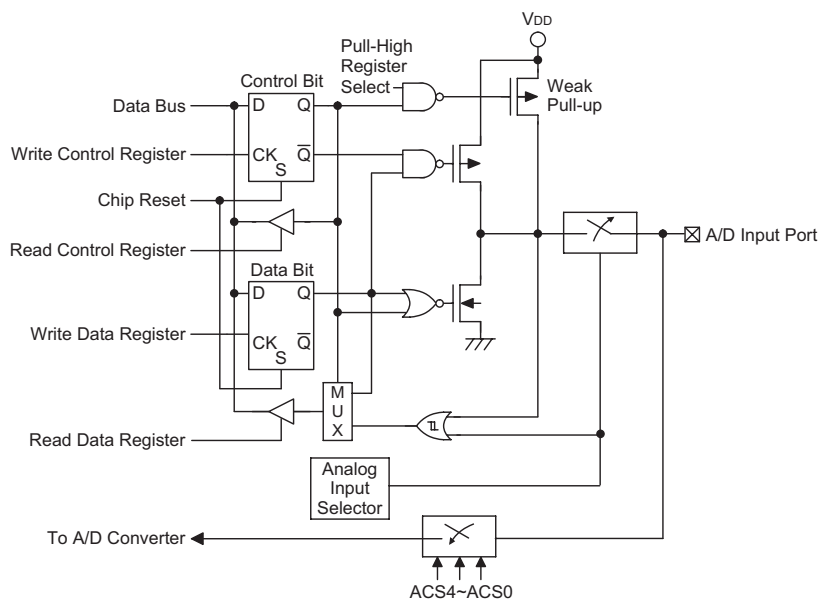 VDD
Pull-High
Register
Select
Weak
Pull-up
Control Bit
Data Bus
D
Q
Write Control Register
CK
Q
S
Chip Reset
Read Control Register
A/D Input Port
Data Bit
D
Q
Write Data Register
CK
Q
S
M
U
X
Read Data Register
Analog
Input
Selector
To A/D Converter
ACS4~ACS0